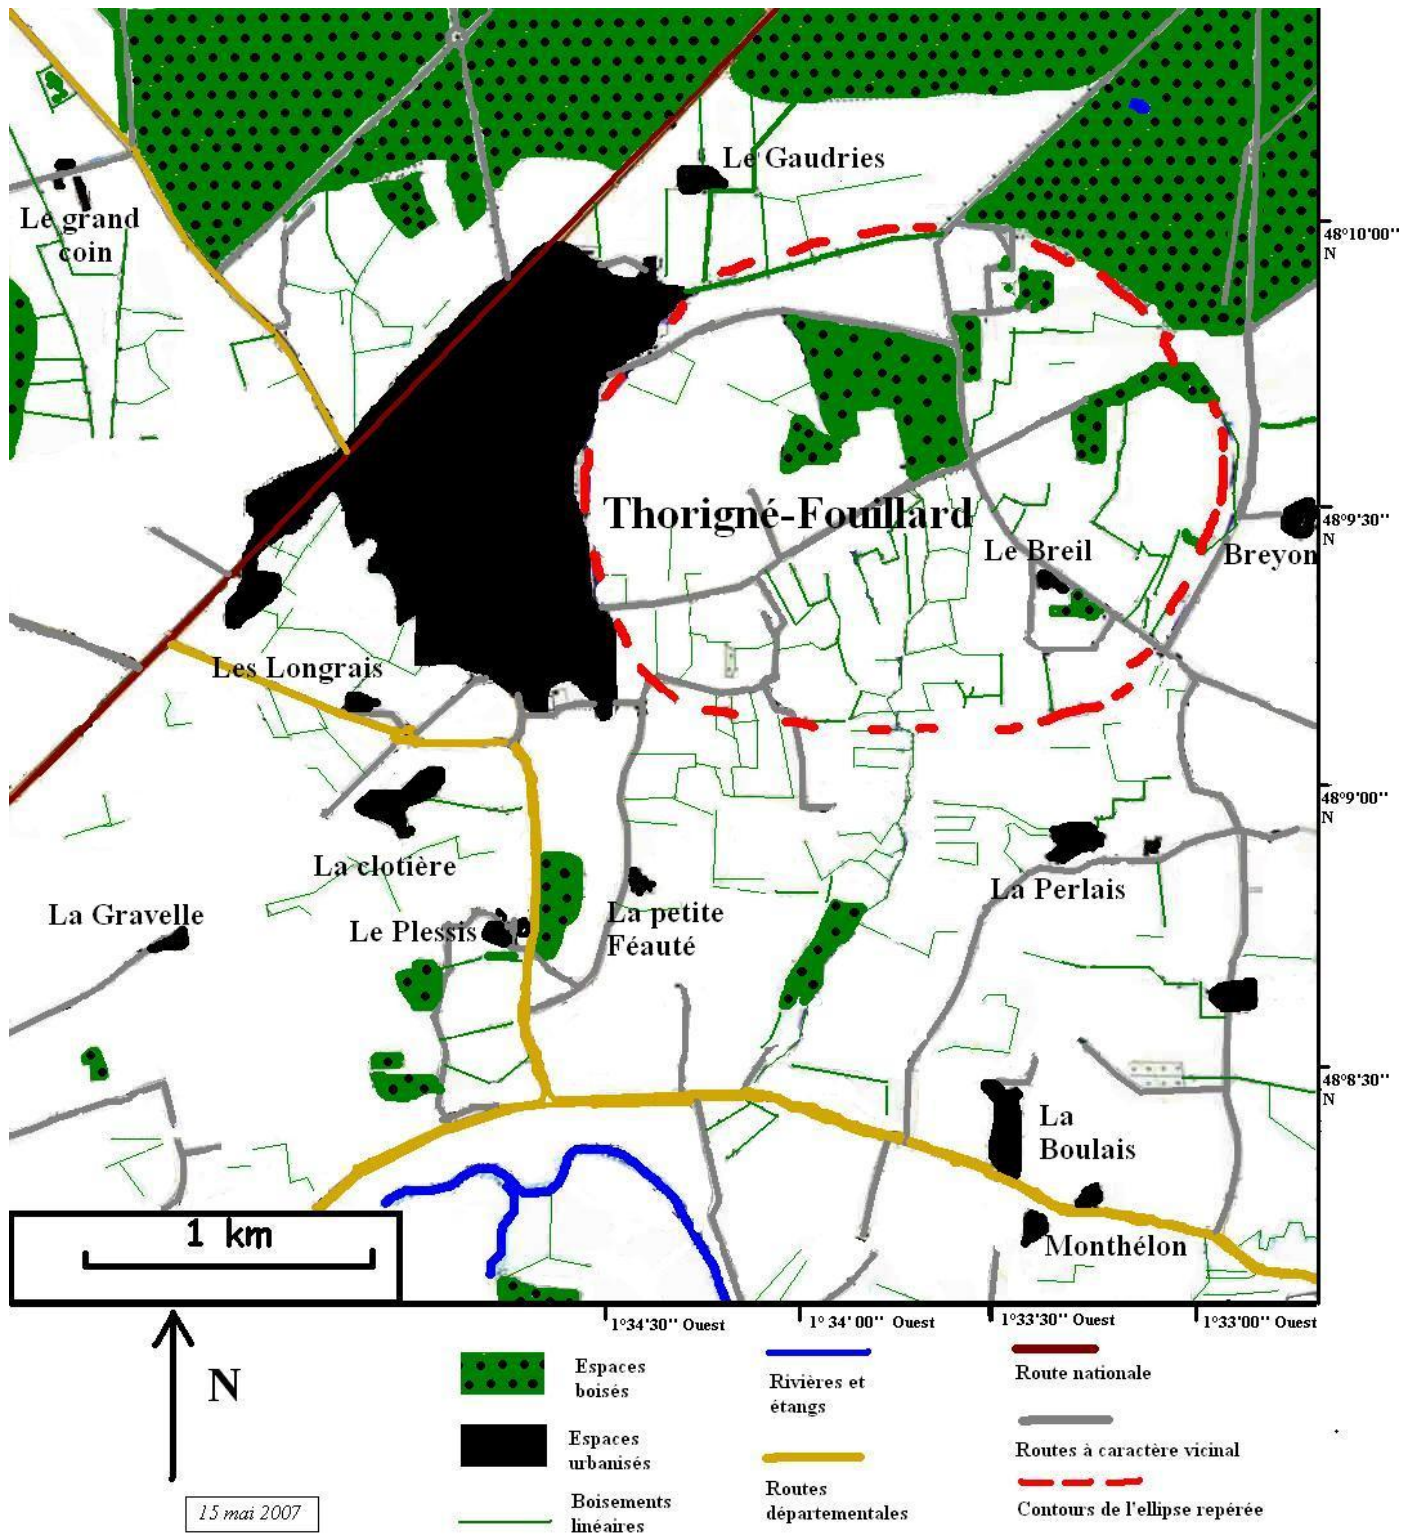 Le Gaudries
Le grand
coin
48°10'00''
N
Thorigné-Fouillard
48°9'30''
N
Le Breil
Breyon
Les Longrais
48°9'00''
N
La clotière
La Perlais
La Gravelle
Le Plessis
La petite
Féauté
48°8'30''
N
La
Boulais
Monthélon
1 km
1°34'30'' Ouest
1°34'00'' Ouest
1°33'30'' Ouest
1°33'00'' Ouest
N
Espaces
boisés
Rivières et
étangs
Route nationale
Espaces
urbanisés
Routes à caractère vicinal
Boisements
linéaires
Routes
départementales
Contours de l'ellipse repérée
15 mai 2007